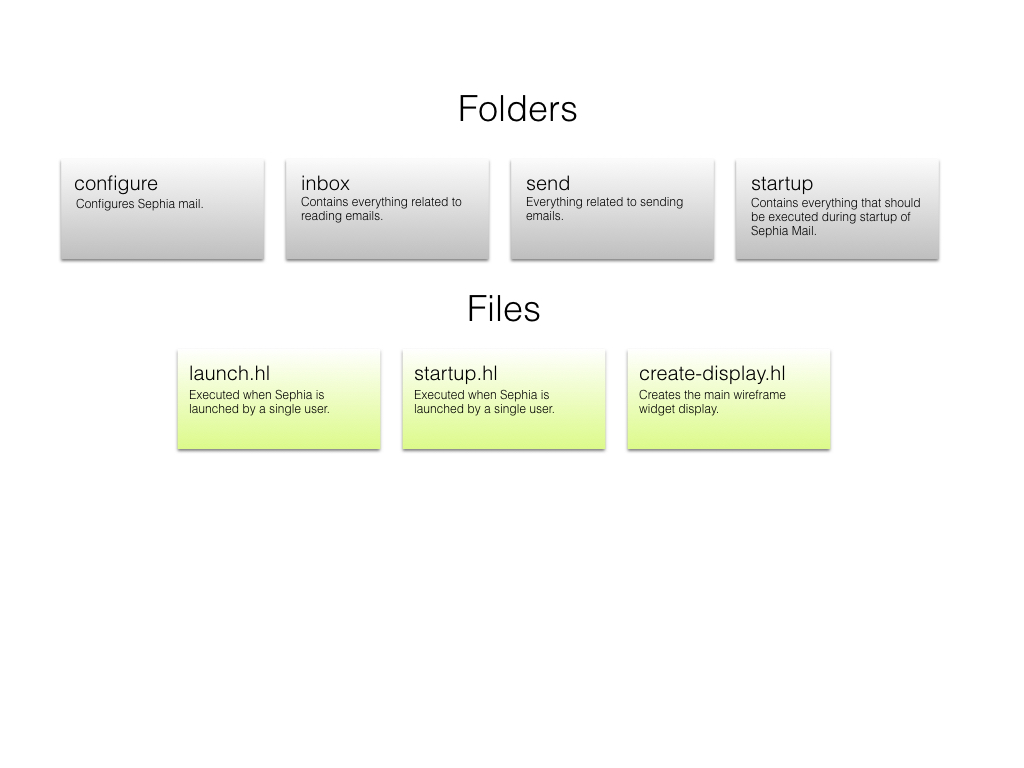 Folders
configure
Configures Sephia mail.
inbox
Contains everything related to
reading emails.
send
Everything related to sending
emails.
startup
Contains everything that should
be executed during startup of
Sephia Mail.
Files
launch.hl
Executed when Sephia is
launched by a single user.
startup.hl
Executed when Sephia is
launched by a single user.
create-display.hl
Creates the main wireframe
widget display.